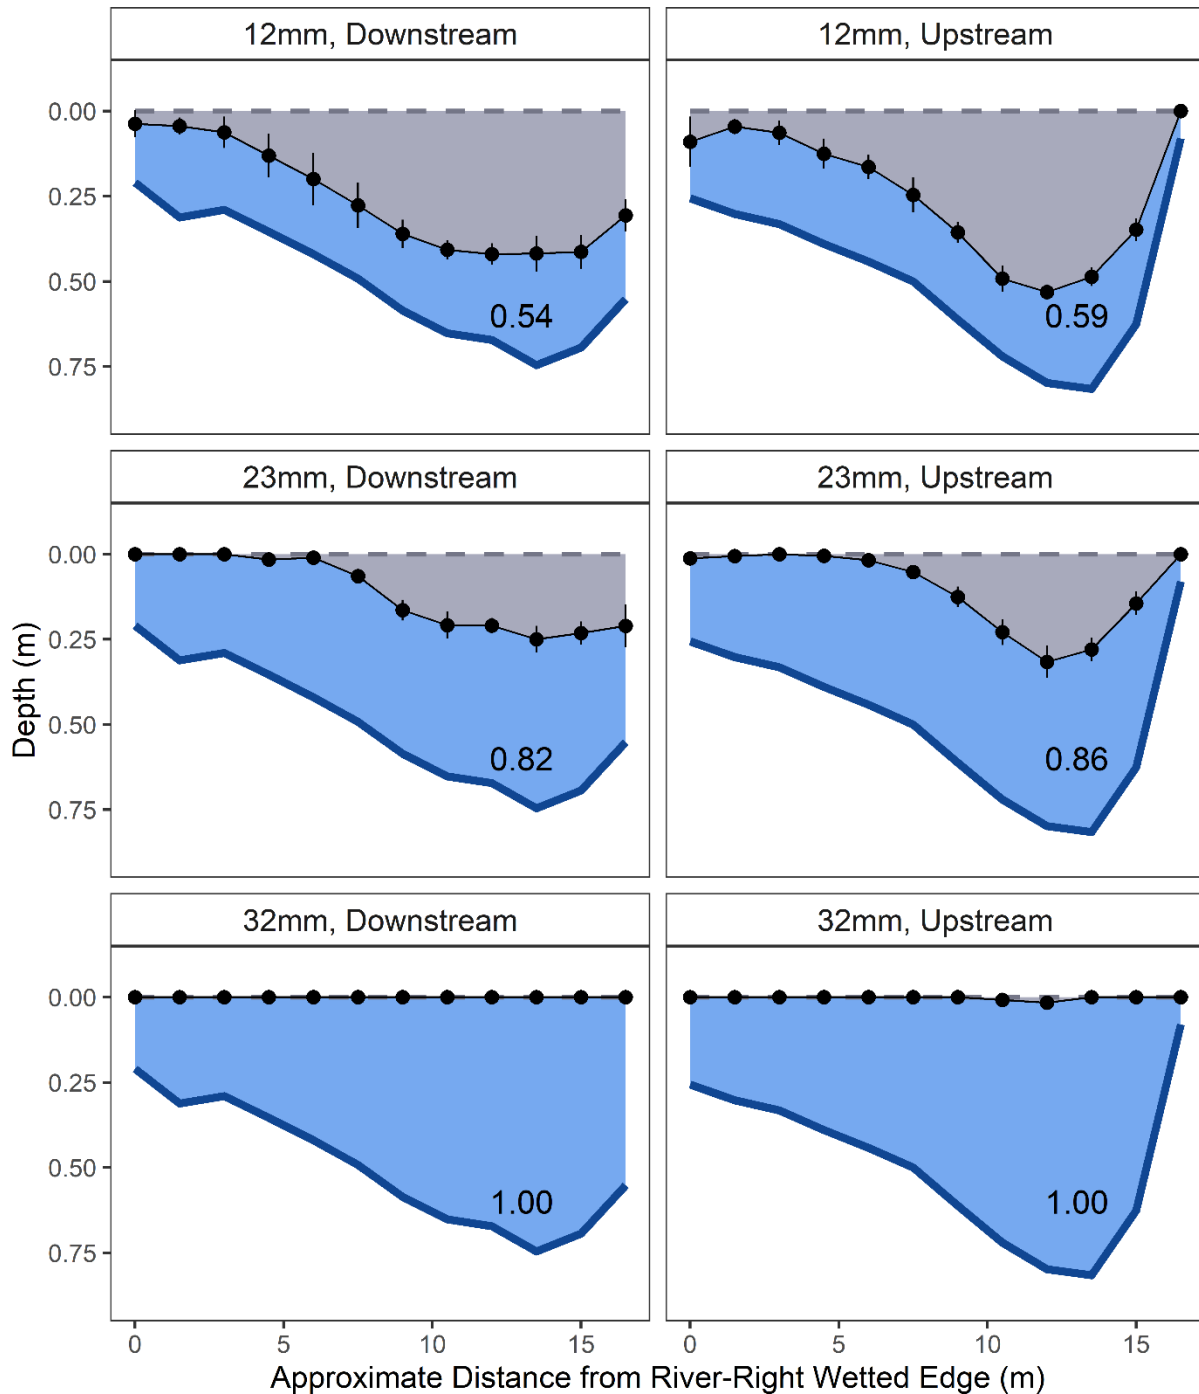 12mm, Downstream
12mm, Upstream
0.00
0.25
0.50
0.75
0.54
0.59
23mm, Downstream
23mm, Upstream
0.00
0.25
0.50
0.75
0.82
0.86
Depth (m)
32mm, Downstream
32mm, Upstream
0.00
0.25
0.50
0.75
1.00
1.00
0 5 10 15
0 5 10 15
Approximate Distance from River-Right Wetted Edge (m)